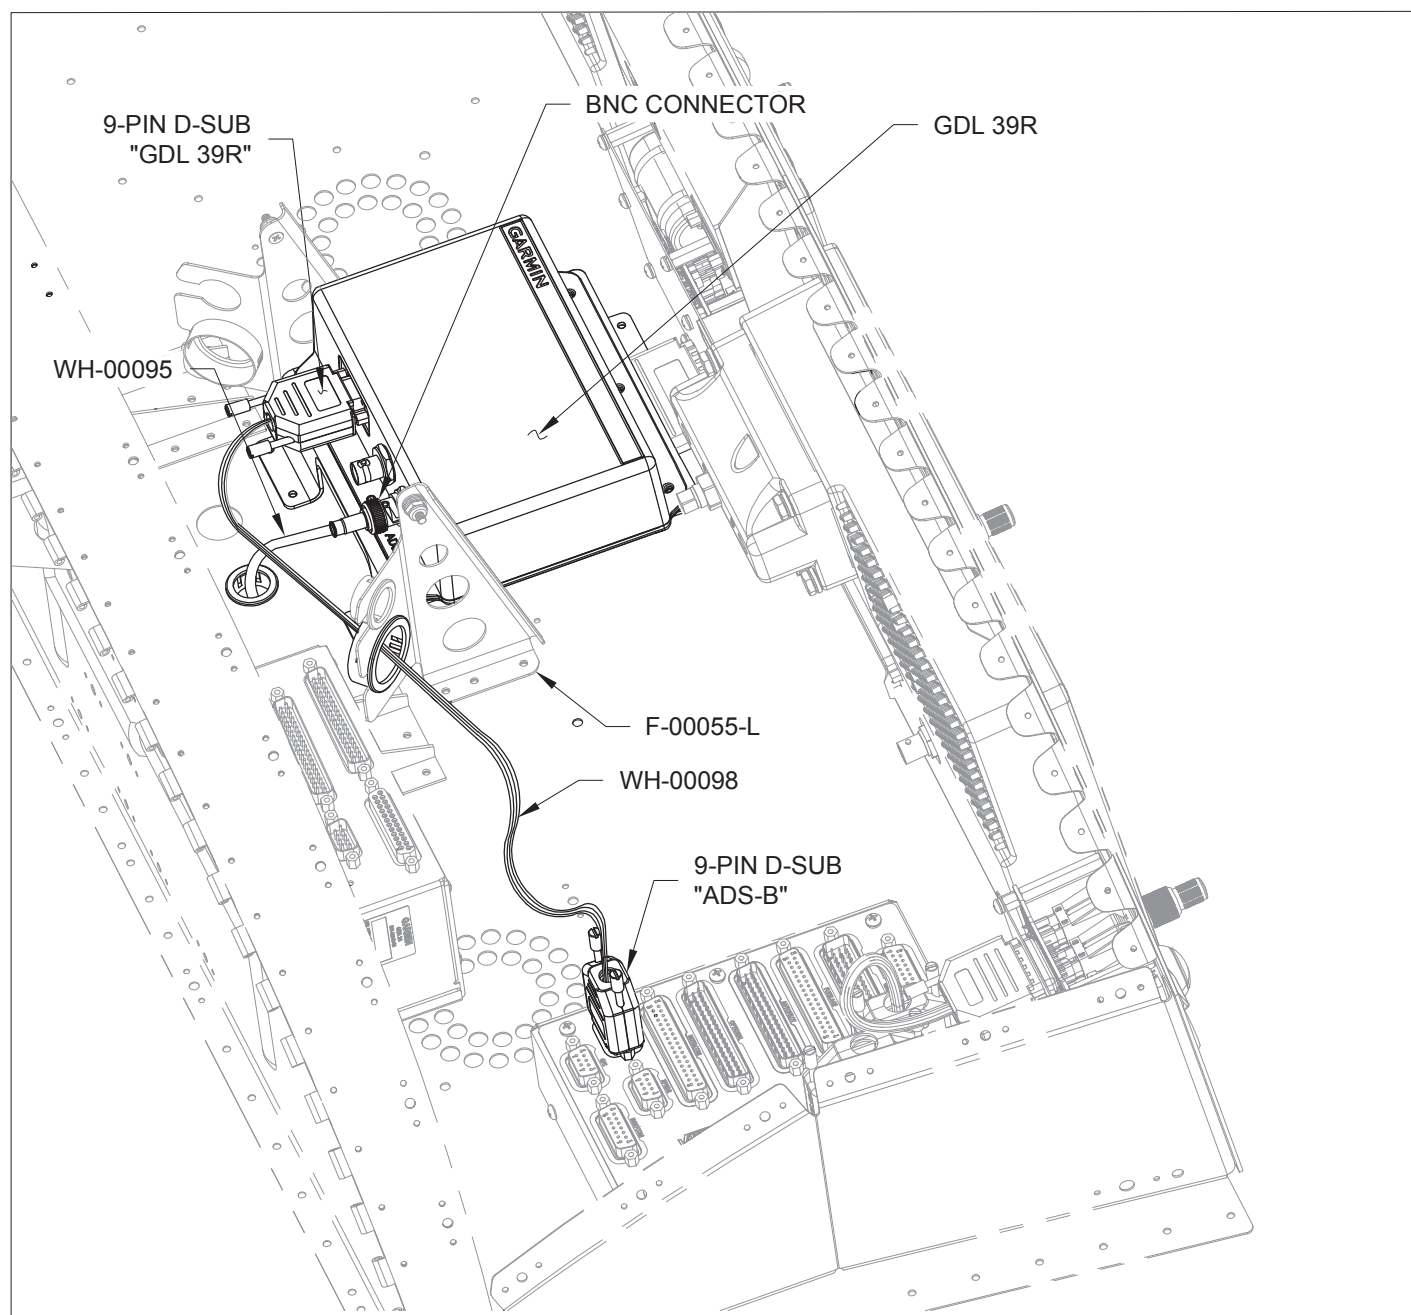 BNC CONNECTOR
9-PIN D-SUB
"GDL 39R"
GDL 39R
GARMIN
WH-00095
F-00055-L
WH-00098
9-PIN D-SUB
"ADS-B"